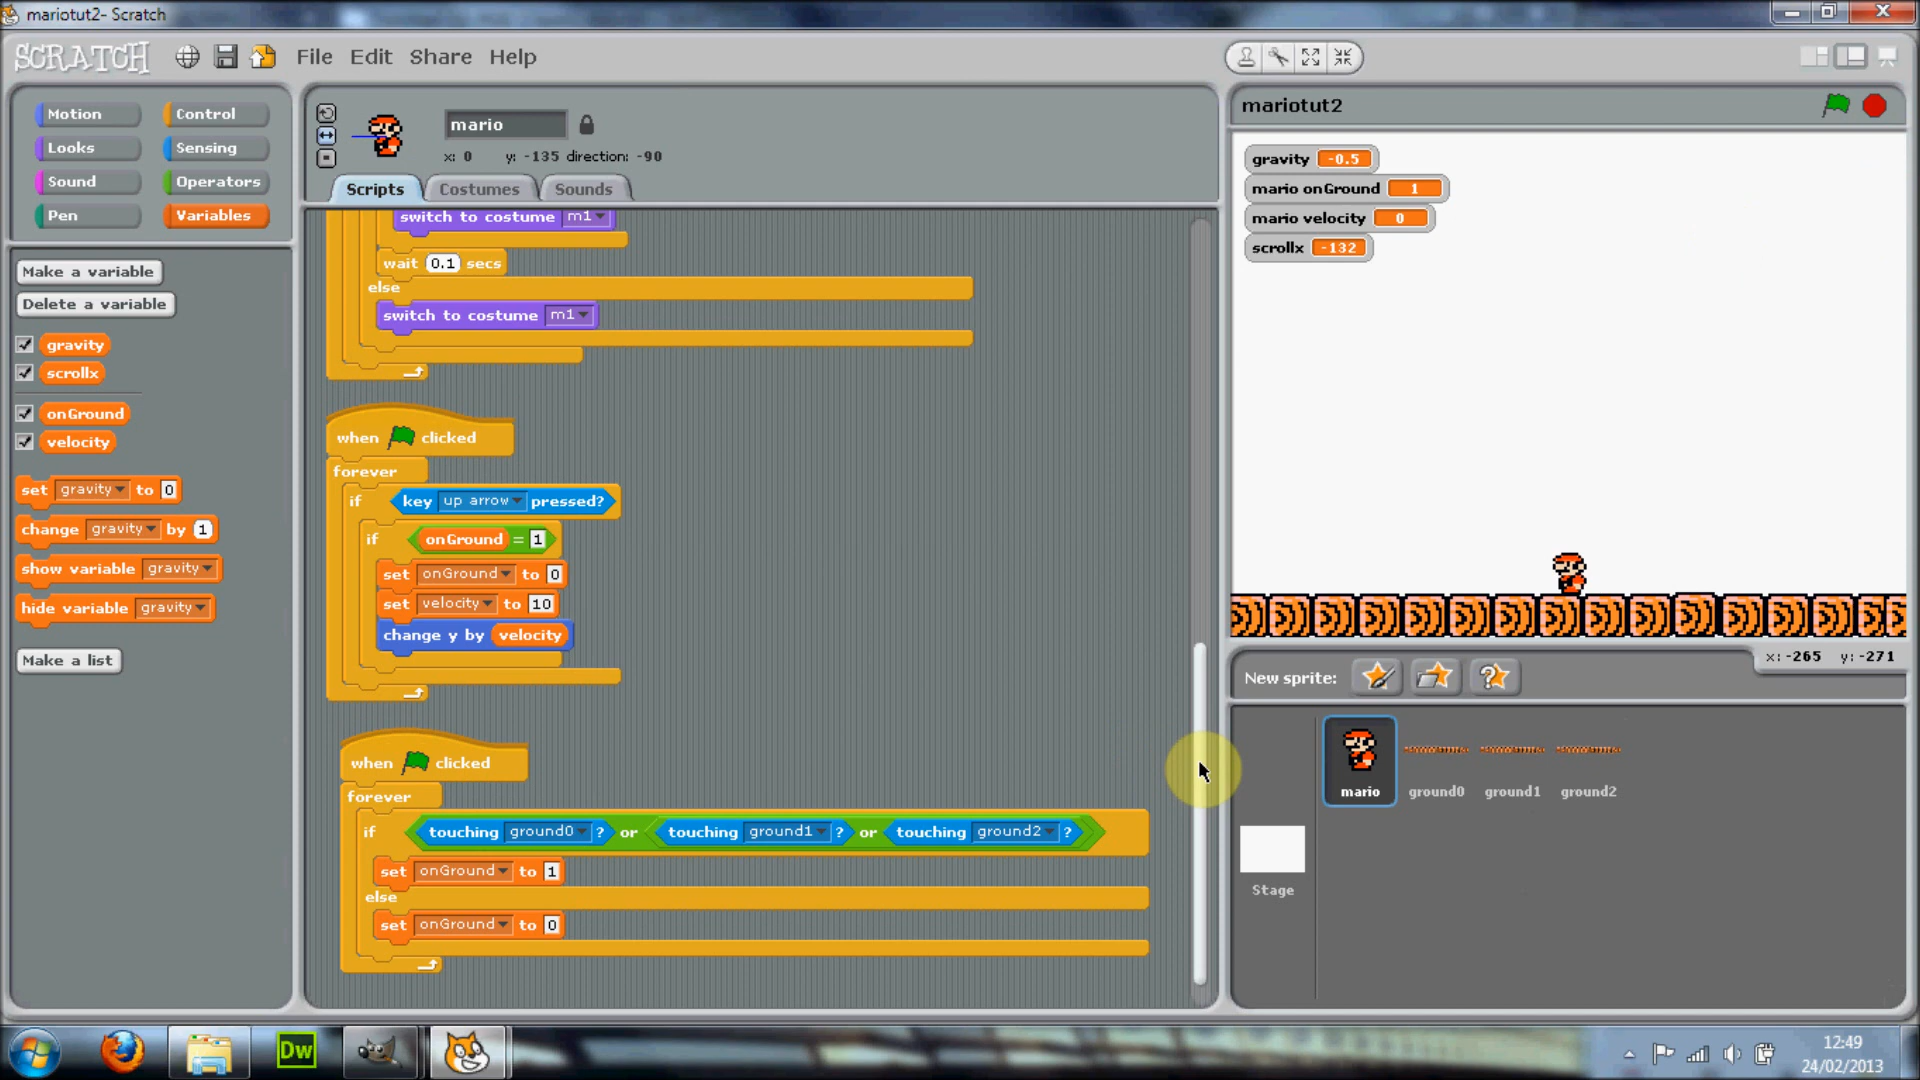 mariotut2- Scratch
SCRATCH File Edit Share Help
Motion Control
Looks Sensing
Sound Operators
Pen Variables
Make a variable
Delete a variable
gravity
scrollx
onGround
velocity
set gravity to 0
change gravity by 1
show variable gravity
hide variable gravity
Make a list
mario
x: 0 y: -135 direction: -90
Scripts Costumes Sounds
switch to costume m1
wait 0.1 secs
else
switch to costume m1
when clicked
forever
if key up arrow pressed?
if onGround = 1
set onGround to 0
set velocity to 10
change y by velocity
when clicked
forever
if touching ground0 ? or touching ground1 ? or touching ground2 ?
set onGround to 1
else
set onGround to 0
mariotut2
gravity -0.5
mario onGround 1
mario velocity 0
scrollx -132
x: -265 y: -271
New sprite:
mario ground0 ground1 ground2
Stage
Dw
12:49
24/02/2013